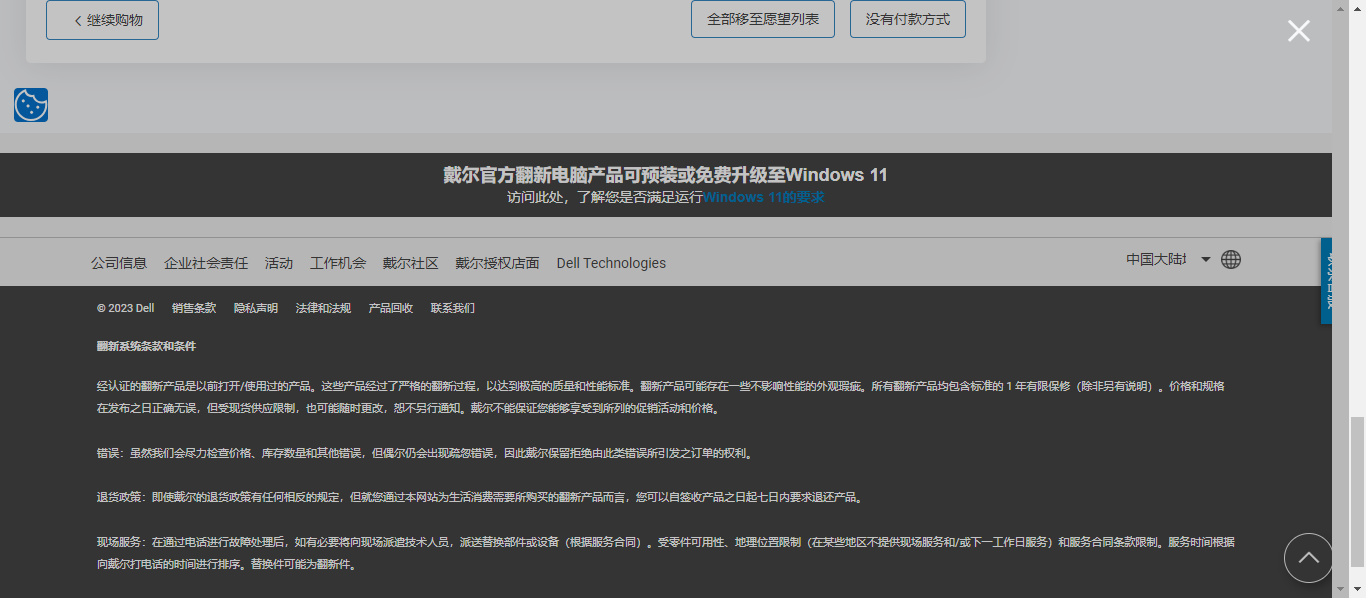 继续购物
全部移至愿望列表
没有付款方式
戴尔官方翻新电脑产品可预装或免费升级至Windows 11
访问此处，了解您是否满足运行Windows 11的要求
公司信息 企业社会责任 活动 工作机会 戴尔社区 戴尔授权店面 Dell Technologies
中国大陆
© 2023 Dell 销售条款 隐私声明 法律和法规 产品回收 联系我们
翻新系统条款和条件
经认证的翻新产品是以前打开/使用过的产品。这些产品经过了严格的翻新过程，以达到极高的质量和性能标准。翻新产品可能存在一些不影响性能的外观瑕疵。所有翻新产品均包含标准的 1 年有限保修（除非另有说明）。价格和规格
在发布之日正确无误，但受现货供应限制，也可能随时更改，恕不另行通知。戴尔不能保证您能够享受到所列的促销活动和价格。
错误：虽然我们会尽力检查价格、库存数量和其他错误，但偶尔仍会出现疏忽错误，因此戴尔保留拒绝由此类错误所引发之订单的权利。
退货政策：即使戴尔的退货政策有任何相反的规定，但就您通过本网站为生活消费需要所购买的翻新产品而言，您可以自签收产品之日起七日内要求退还产品。
现场服务：在通过电话进行故障处理后，如有必要将向现场派遣技术人员，派送替换部件或设备（根据服务合同）。受零件可用性、地理位置限制（在某些地区不提供现场服务和/或下一工作日服务）和服务合同条款限制。服务时间根据
向戴尔打电话的时间进行排序。替换件可能为翻新件。